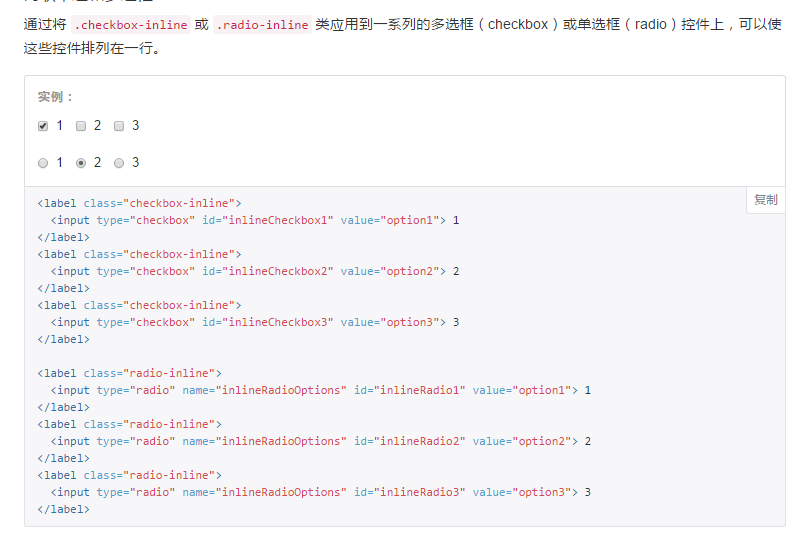 通过将 .checkbox-inline 或 .radio-inline 类应用到一系列的多选框（checkbox）或单选框（radio）控件上，可以使
这些控件排列在一行。
实例：
1 2 3
1 2 3
复制
<label class="checkbox-inline">
  <input type="checkbox" id="inlineCheckbox1" value="option1"> 1
</label>
<label class="checkbox-inline">
  <input type="checkbox" id="inlineCheckbox2" value="option2"> 2
</label>
<label class="checkbox-inline">
  <input type="checkbox" id="inlineCheckbox3" value="option3"> 3
</label>

<label class="radio-inline">
  <input type="radio" name="inlineRadioOptions" id="inlineRadio1" value="option1"> 1
</label>
<label class="radio-inline">
  <input type="radio" name="inlineRadioOptions" id="inlineRadio2" value="option2"> 2
</label>
<label class="radio-inline">
  <input type="radio" name="inlineRadioOptions" id="inlineRadio3" value="option3"> 3
</label>